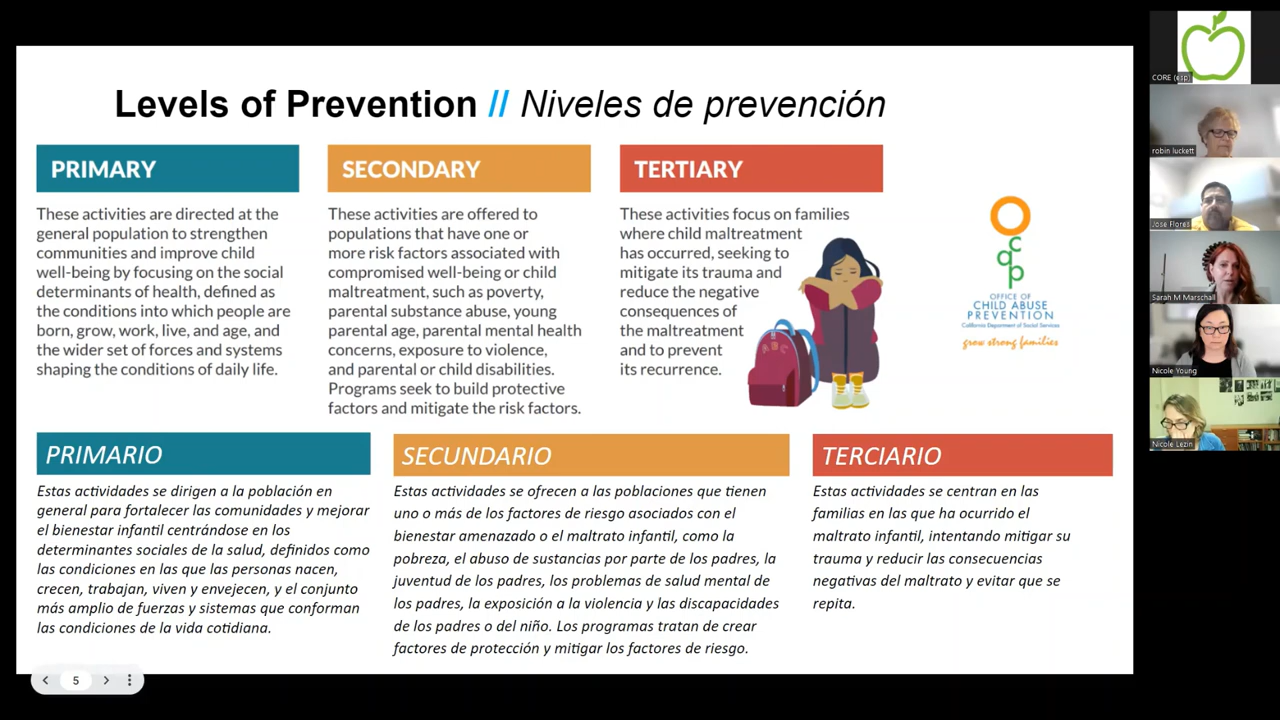 Levels of Prevention // Niveles de prevención
PRIMARY
These activities are directed at the
general population to strengthen
communities and improve child
well-being by focusing on the social
determinants of health, defined as
the conditions into which people are
born, grow, work, live, and age, and
the wider set of forces and systems
shaping the conditions of daily life.
SECONDARY
These activities are offered to
populations that have one or
more risk factors associated with
compromised well-being or child
maltreatment, such as poverty,
parental substance abuse, young
parental age, parental mental health
concerns, exposure to violence,
and parental or child disabilities.
Programs seek to build protective
factors and mitigate the risk factors.
TERTIARY
These activities focus on families
where child maltreatment
has occurred, seeking to
mitigate its trauma and
reduce the negative
consequences of
the maltreatment
and to prevent
its recurrence.
ABC
ocap
OFFICE OF
CHILD ABUSE
PREVENTION
California Department of Social Services
grow strong families
PRIMARIO
Estas actividades se dirigen a la población en
general para fortalecer las comunidades y mejorar
el bienestar infantil centrándose en los
determinantes sociales de la salud, definidos como
las condiciones en las que las personas nacen,
crecen, trabajan, viven y envejecen, y el conjunto
más amplio de fuerzas y sistemas que conforman
las condiciones de la vida cotidiana.
SECUNDARIO
Estas actividades se ofrecen a las poblaciones que tienen
uno o más de los factores de riesgo asociados con el
bienestar amenazado o el maltrato infantil, como la
pobreza, el abuso de sustancias por parte de los padres, la
juventud de los padres, los problemas de salud mental de
los padres, la exposición a la violencia y las discapacidades
de los padres o del niño. Los programas tratan de crear
factores de protección y mitigar los factores de riesgo.
TERCIARIO
Estas actividades se centran en las
familias en las que ha ocurrido el
maltrato infantil, intentando mitigar su
trauma y reducir las consecuencias
negativas del maltrato y evitar que se
repita.
5
CORE (esp)
robin luckett
Jose Flores
Sarah M Marschall
Nicole Young
Nicole Lezin